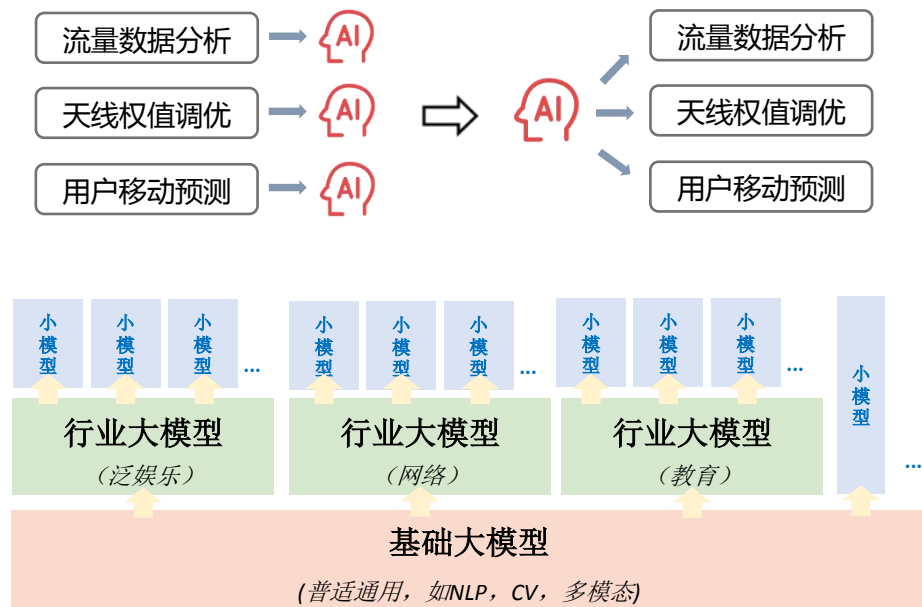 流量数据分析
AI
流量数据分析
天线权值调优
AI
AI
天线权值调优
用户移动预测
AI
用户移动预测
小模型
小模型
小模型
...
小模型
小模型
小模型
...
小模型
小模型
小模型
...
小模型
...
行业大模型
(泛娱乐)
行业大模型
(网络)
行业大模型
(教育)
基础大模型
(普适通用，如NLP，CV，多模态)